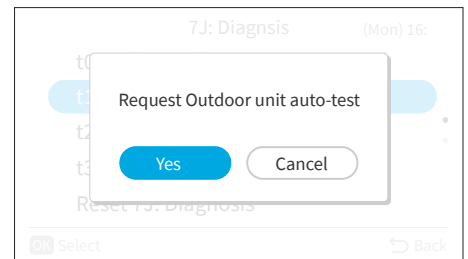 7J: Diagnsis (Mon) 16:
t0
t1
Request Outdoor unit auto-test
t2
Yes Cancel
t3
Reset 7J: Diagnosis
OK Select Back